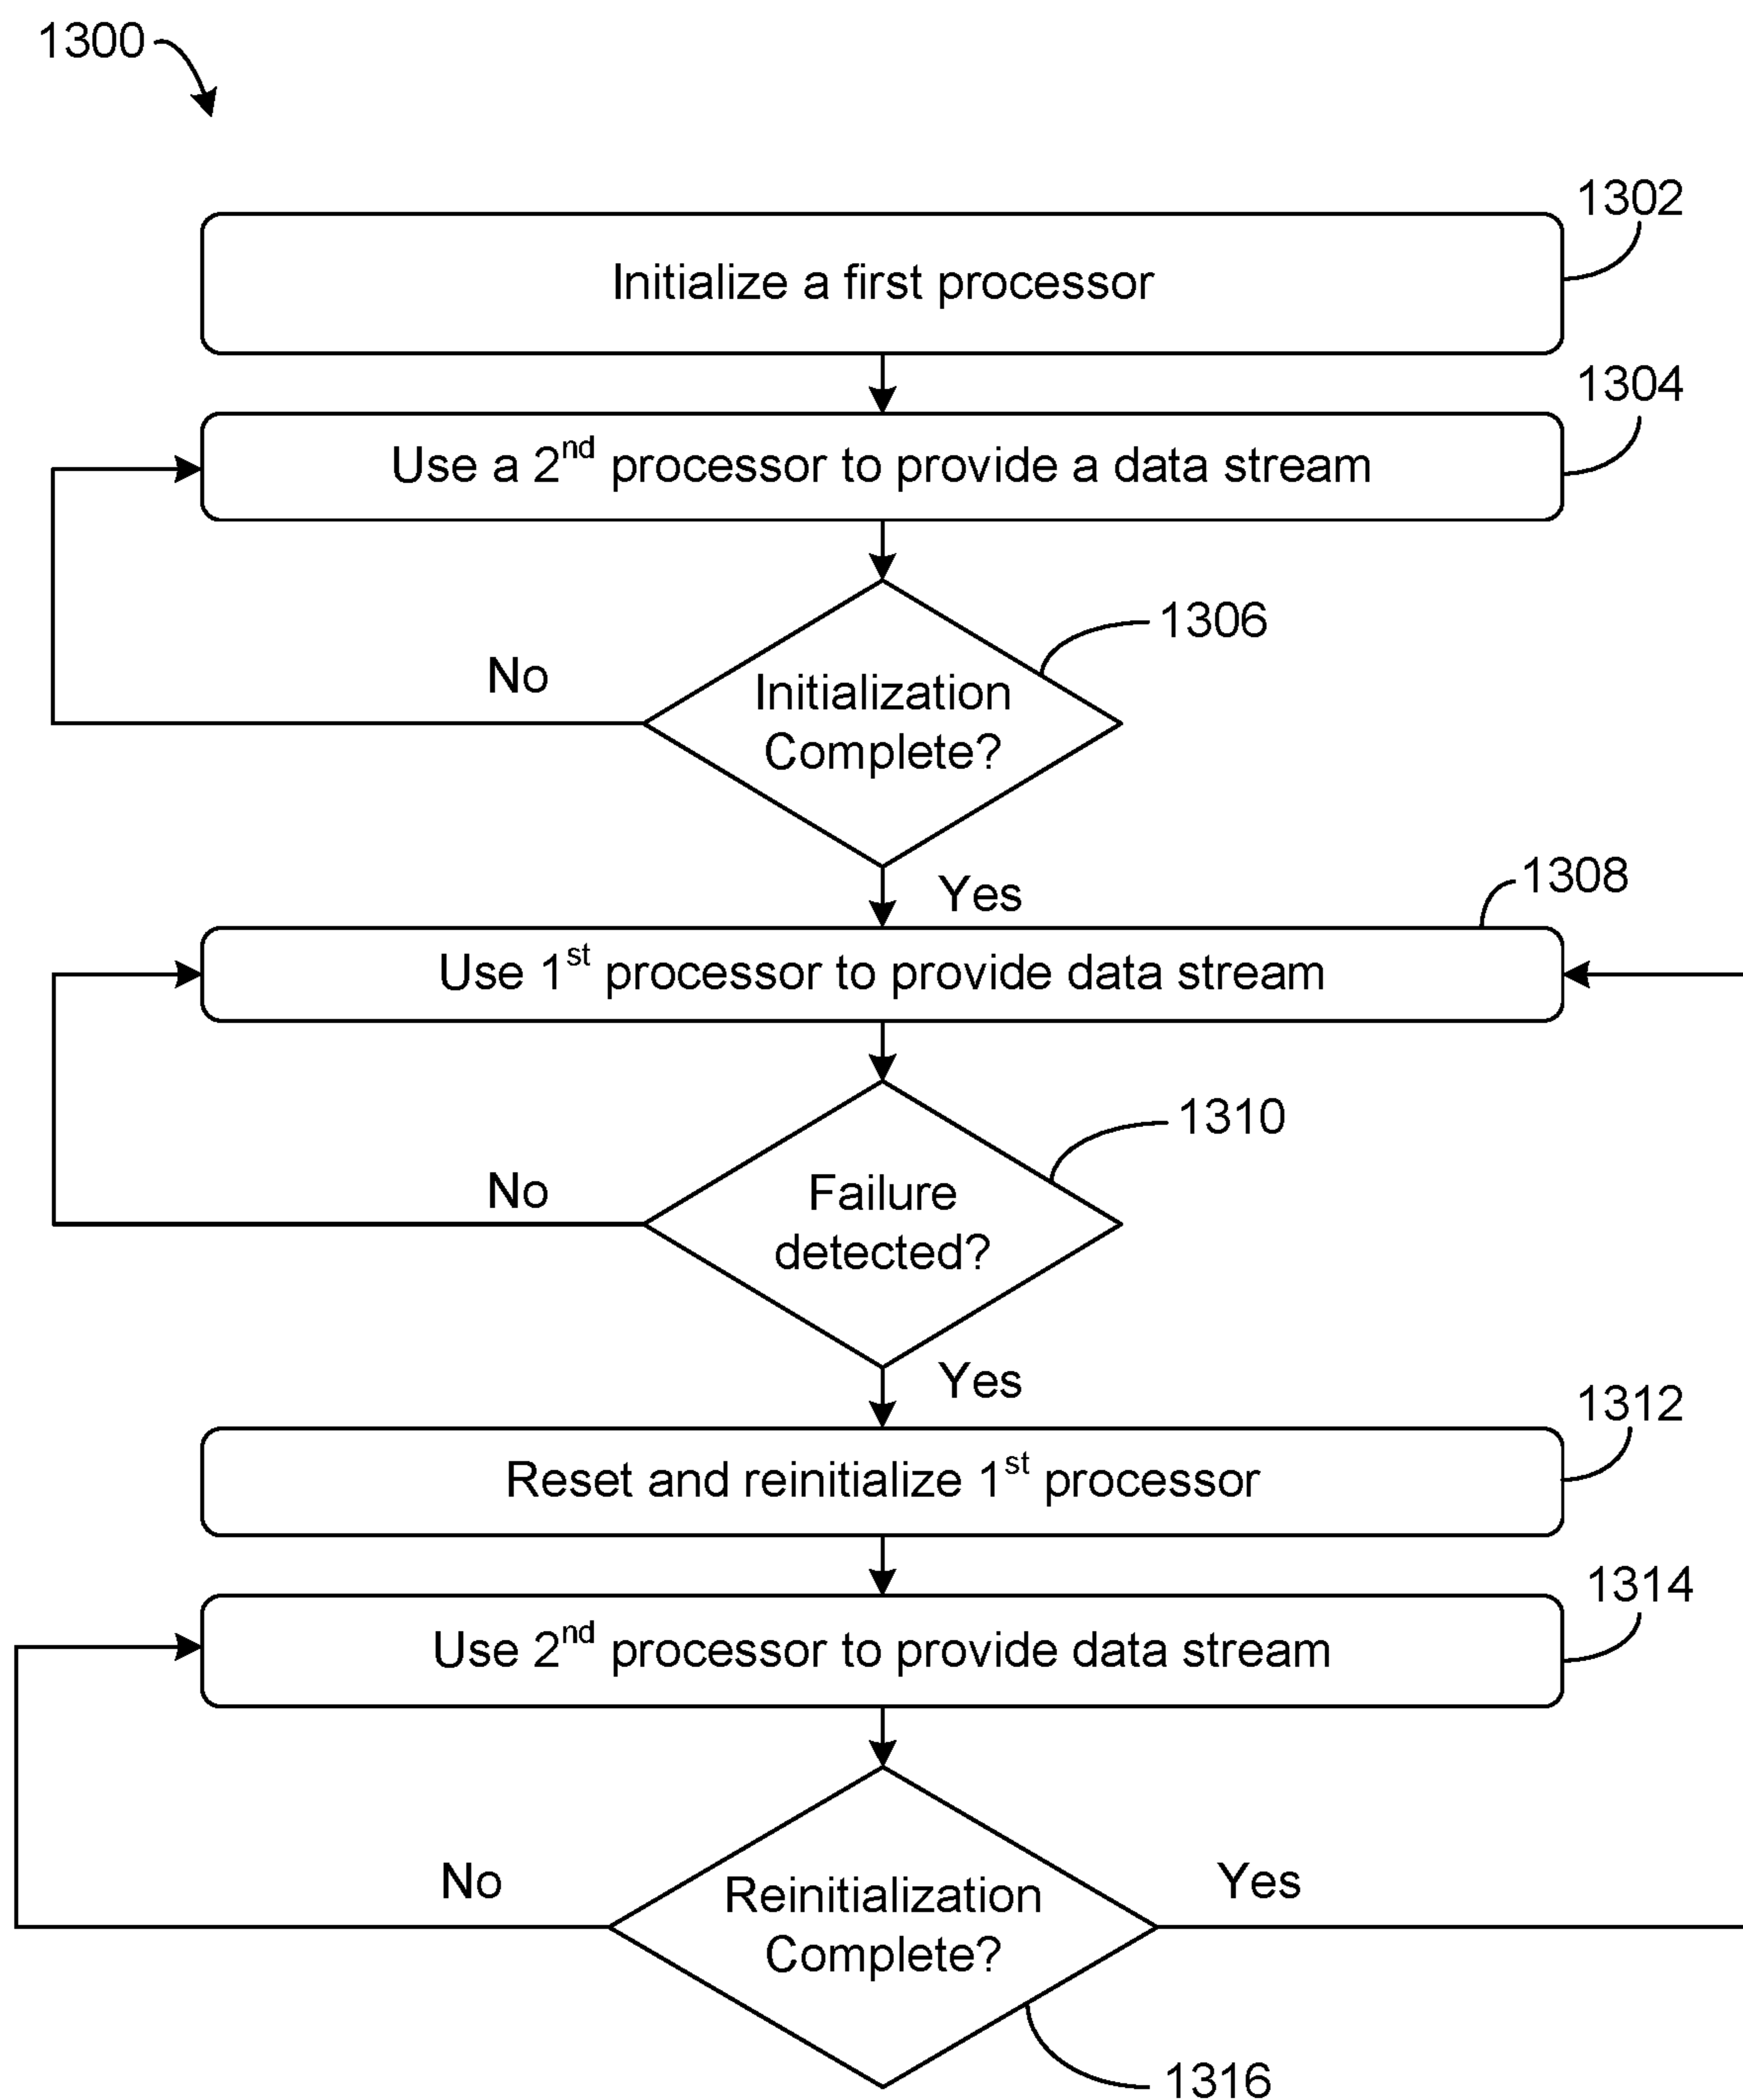 1300
1302
Initialize a first processor
1304
Use a 2nd processor to provide a data stream
1306
No
Initialization
Complete?
Yes
1308
Use 1st processor to provide data stream
1310
No
Failure
detected?
Yes
1312
Reset and reinitialize 1st processor
1314
Use 2nd processor to provide data stream
No
Reinitialization
Complete?
Yes
1316